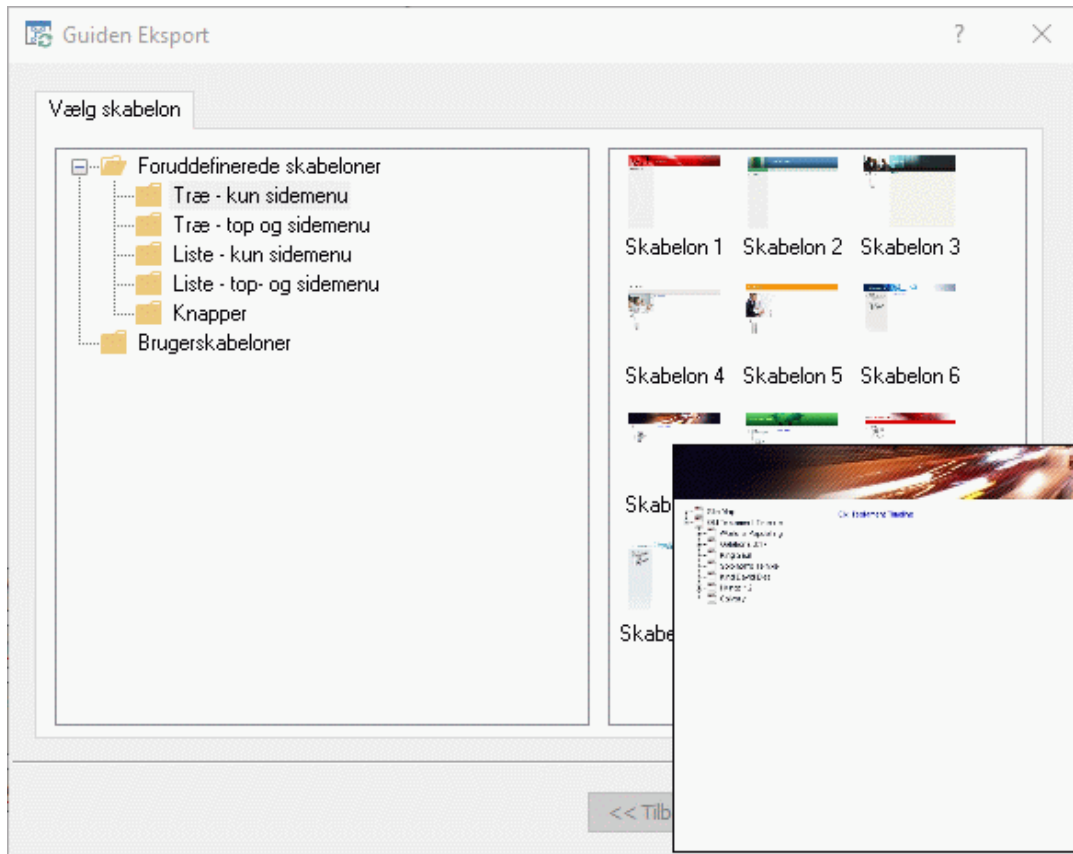 Guiden Eksport
?
Vælg skabelon
Foruddefinerede skabeloner
Træ - kun sidemenu
Træ - top og sidemenu
Liste - kun sidemenu
Liste - top- og sidemenu
Knapper
Brugerskabeloner
Skabelon 1 Skabelon 2 Skabelon 3
Skabelon 4 Skabelon 5 Skabelon 6
Skab
Skabe
<< Tilb